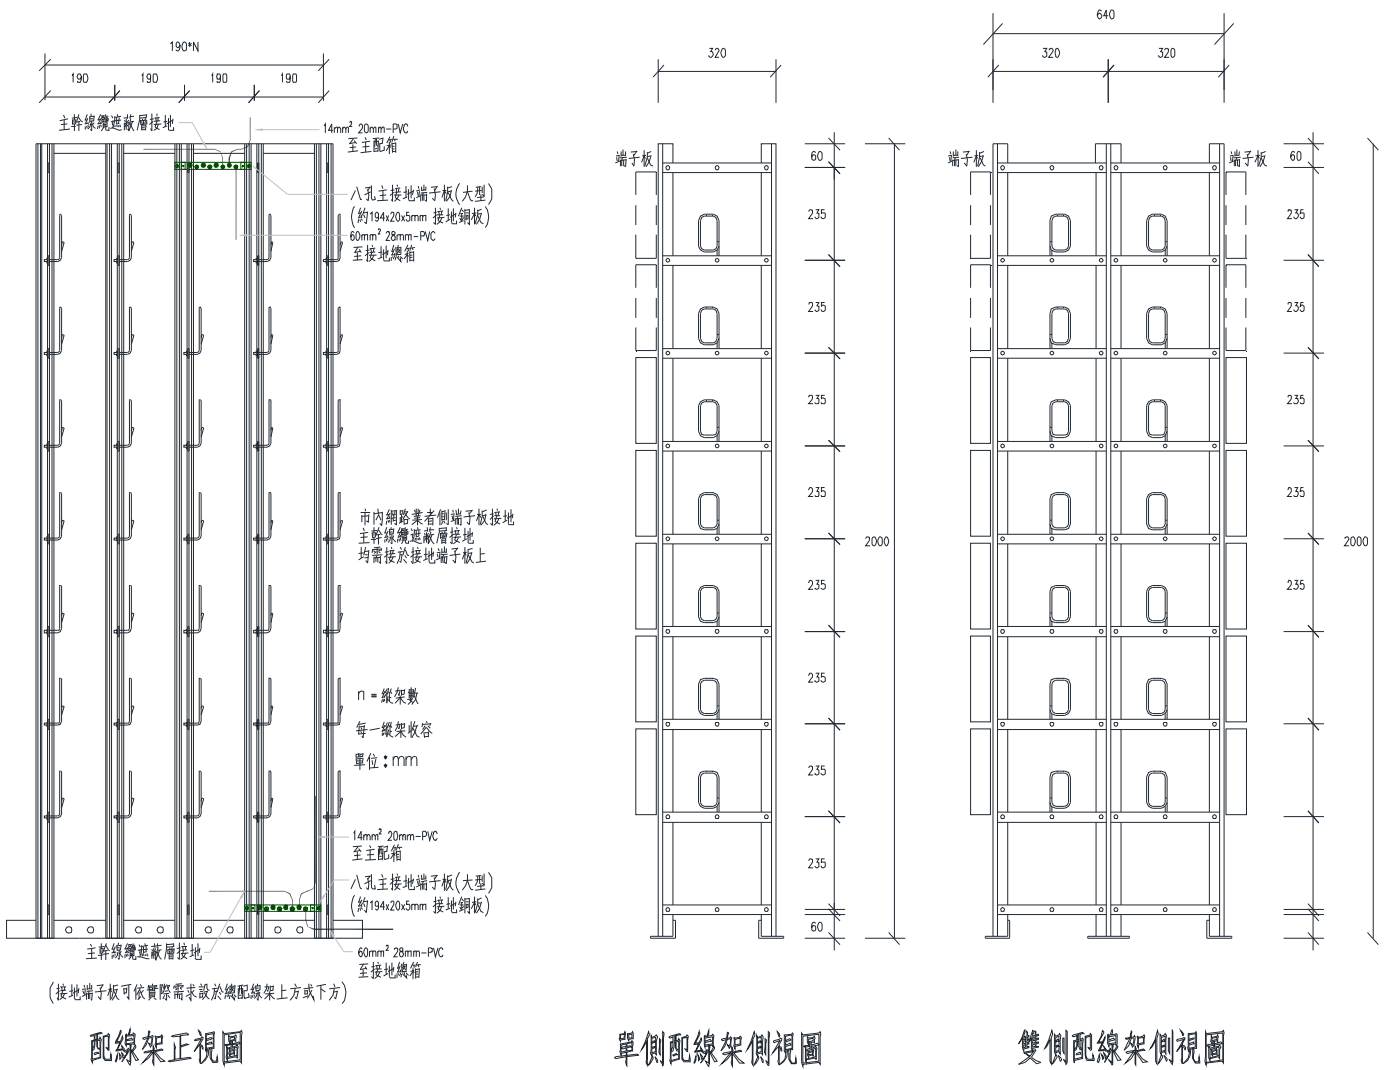 190*N
190
190
190
190
主幹線纜遮蔽層接地
14mm² 20mm-PVC
至主配箱
八孔主接地端子板(大型)
(約194x20x5mm 接地銅板)
60mm² 28mm-PVC
至接地總箱
市內網路業者側端子板接地
主幹線纜遮蔽層接地
均需接於接地端子板上
n = 縱架數
每一縱架收容
單位：mm
14mm² 20mm-PVC
至主配箱
八孔主接地端子板(大型)
(約194x20x5mm 接地銅板)
主幹線纜遮蔽層接地
60mm² 28mm-PVC
至接地總箱
(接地端子板可依實際需求設於總配線架上方或下方)
配線架正視圖
320
端子板
60
235
235
235
235
235
235
235
235
60
2000
單側配線架側視圖
640
320
320
端子板
端子板
60
235
235
235
235
235
2000
雙側配線架側視圖